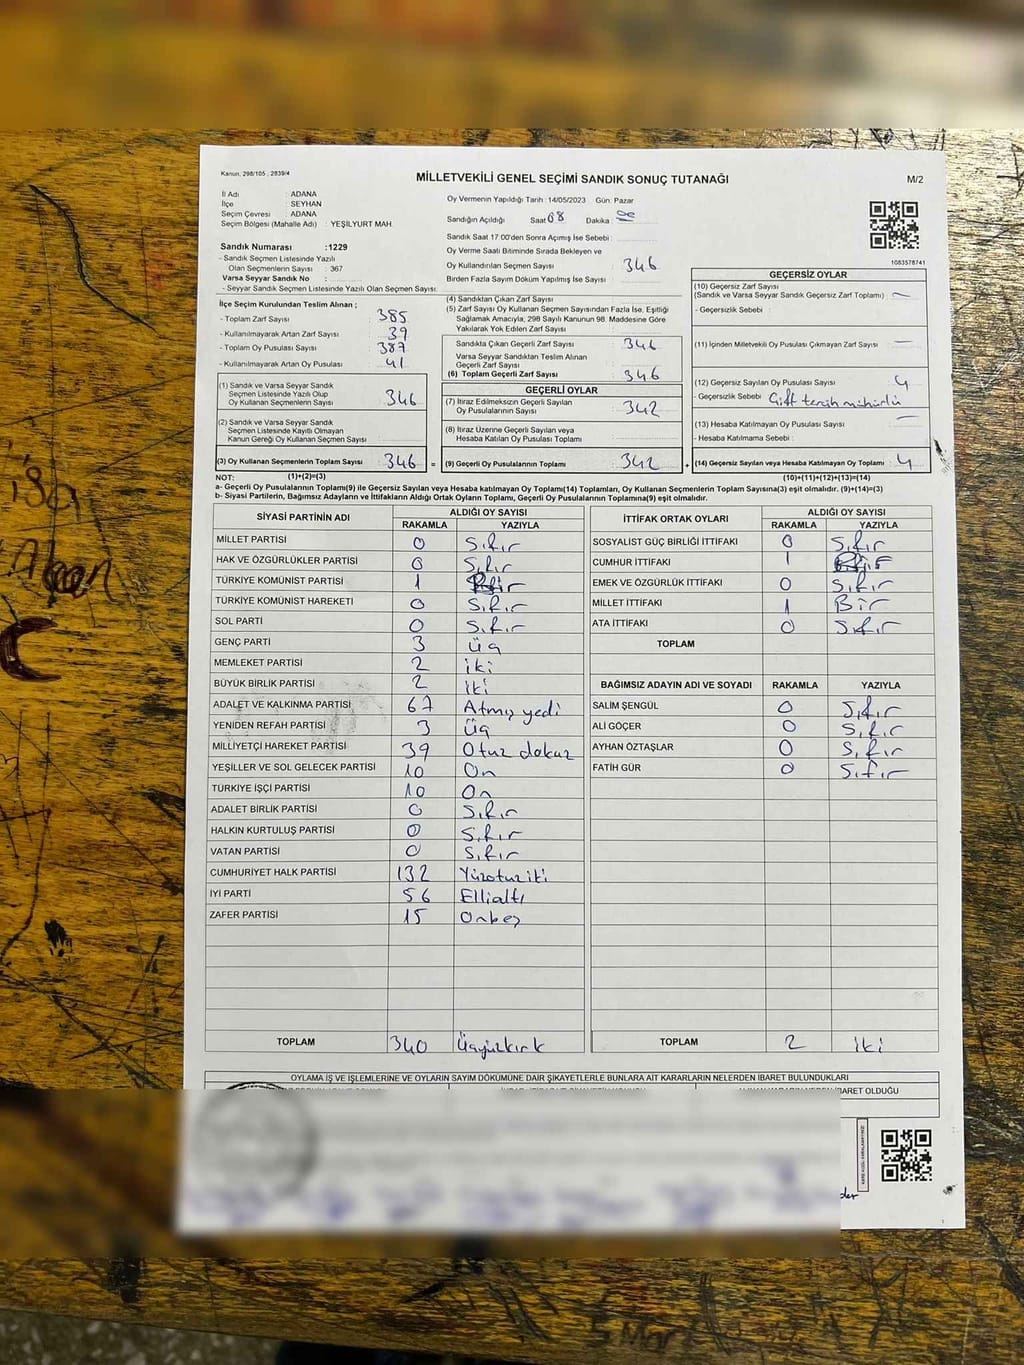 Kanun, 298/105 , 2839/4
MİLLETVEKİLİ GENEL SEÇİMİ SANDIK SONUÇ TUTANAĞI
M/2
İl Adı : ADANA
İlçe : SEYHAN
Seçim Çevresi : ADANA
Seçim Bölgesi (Mahalle Adı) : YEŞİLYURT MAH.
Sandık Numarası :1229
- Sandık Seçmen Listesinde Yazılı
Olan Seçmenlerin Sayısı : 367
Varsa Seyyar Sandık No :
- Seyyar Sandık Seçmen Listesinde Yazılı Olan Seçmen Sayısı:
Oy Vermenin Yapıldığı Tarih : 14/05/2023 Gün: Pazar
Sandığın Açıldığı Saat 08 Dakika :
Sandık Saat 17:00'den Sonra Açımış İse Sebebi :
Oy Verme Saati Bitiminde Sırada Bekleyen ve
Oy Kullandırılan Seçmen Sayısı : 346
Birden Fazla Sayım Döküm Yapılmış İse Sayısı :
1083578741
İlçe Seçim Kurulundan Teslim Alınan ;
- Toplam Zarf Sayısı : 385
- Kullanılmayarak Artan Zarf Sayısı : 39
- Toplam Oy Pusulası Sayısı : 387
- Kullanılmayarak Artan Oy Pusulası : 41
(1) Sandık ve Varsa Seyyar Sandık
Seçmen Listesinde Yazılı Olup
Oy Kullanan Seçmenlerin Sayısı : 346
(2) Sandık ve Varsa Seyyar Sandık
Seçmen Listesinde Kayıtlı Olmayan
Kanun Gereği Oy Kullanan Seçmen Sayısı :
(3) Oy Kullanan Seçmenlerin Toplam Sayısı : 346 =
(4) Sandıktan Çıkan Zarf Sayısı :
(5) Zarf Sayısı Oy Kullanan Seçmen Sayısından Fazla İse, Eşitliği
Sağlamak Amacıyla, 298 Sayılı Kanunun 98. Maddesine Göre
Yakılarak Yok Edilen Zarf Sayısı :
Sandıkta Çıkan Geçerli Zarf Sayısı : 346
Varsa Seyyar Sandıktan Teslim Alınan
Geçerli Zarf Sayısı :
(6) Toplam Geçerli Zarf Sayısı : 346
GEÇERLİ OYLAR
(7) İtiraz Edilmeksizin Geçerli Sayılan
Oy Pusulalarının Sayısı : 342
(8) İtiraz Üzerine Geçerli Sayılan veya
Hesaba Katılan Oy Pusulası Toplamı :
(9) Geçerli Oy Pusulalarının Toplamı : 342 +
GEÇERSİZ OYLAR
(10) Geçersiz Zarf Sayısı
(Sandık ve Varsa Seyyar Sandık Geçersiz Zarf Toplamı) : —
- Geçersizlik Sebebi :
(11) İçinden Milletvekili Oy Pusulası Çıkmayan Zarf Sayısı : —
(12) Geçersiz Sayılan Oy Pusulası Sayısı : 4
- Geçersizlik Sebebi : Çift tercih mühürlü
(13) Hesaba Katılmayan Oy Pusulası Sayısı : —
- Hesaba Katılmama Sebebi :
(14) Geçersiz Sayılan veya Hesaba Katılmayan Oy Toplamı : 4
NOT: (1)+(2)=(3) (10)+(11)+(12)+(13)=(14)
a- Geçerli Oy Pusulalarının Toplamı(9) ile Geçersiz Sayılan veya Hesaba katılmayan Oy Toplamı(14) Toplamları, Oy Kullanan Seçmenlerin Toplam Sayısına(3) eşit olmalıdır. (9)+(14)=(3)
b- Siyasi Partilerin, Bağımsız Adayların ve İttifakların Aldığı Ortak Oyların Toplamı, Geçerli Oy Pusulalarının Toplamına(9) eşit olmalıdır.
SİYASİ PARTİNİN ADI ALDIĞI OY SAYISI
RAKAMLA YAZIYLA
MİLLET PARTİSİ 0 Sıfır
HAK VE ÖZGÜRLÜKLER PARTİSİ 0 Sıfır
TÜRKİYE KOMÜNİST PARTİSİ 1 Bir
TÜRKİYE KOMÜNİST HAREKETİ 0 Sıfır
SOL PARTİ 0 Sıfır
GENÇ PARTİ 3 Üç
MEMLEKET PARTİSİ 2 İki
BÜYÜK BİRLİK PARTİSİ 2 İki
ADALET VE KALKINMA PARTİSİ 67 Atmış yedi
YENİDEN REFAH PARTİSİ 3 Üç
MİLLİYETÇİ HAREKET PARTİSİ 39 Otuz dokuz
YEŞİLLER VE SOL GELECEK PARTİSİ 10 On
TÜRKİYE İŞÇİ PARTİSİ 10 On
ADALET BİRLİK PARTİSİ 0 Sıfır
HALKIN KURTULUŞ PARTİSİ 0 Sıfır
VATAN PARTİSİ 0 Sıfır
CUMHURİYET HALK PARTİSİ 132 Yüzotuziki
İYİ PARTİ 56 Ellialtı
ZAFER PARTİSİ 15 Onbeş
TOPLAM 340 Üçyüzkırk
İTTİFAK ORTAK OYLARI ALDIĞI OY SAYISI
RAKAMLA YAZIYLA
SOSYALİST GÜÇ BİRLİĞİ İTTİFAKI 0 Sıfır
CUMHUR İTTİFAKI 1 Bir
EMEK VE ÖZGÜRLÜK İTTİFAKI 0 Sıfır
MİLLET İTTİFAKI 1 Bir
ATA İTTİFAKI 0 Sıfır
TOPLAM
BAĞIMSIZ ADAYIN ADI VE SOYADI RAKAMLA YAZIYLA
SALİM ŞENGÜL 0 Sıfır
ALİ GÖÇER 0 Sıfır
AYHAN ÖZTAŞLAR 0 Sıfır
FATİH GÜR 0 Sıfır
TOPLAM 2 İki
OYLAMA İŞ VE İŞLEMLERİNE VE OYLARIN SAYIM DÖKÜMÜNE DAİR ŞİKAYETLERLE BUNLARA AİT KARARLARIN NELERDEN İBARET BULUNDUKLARI